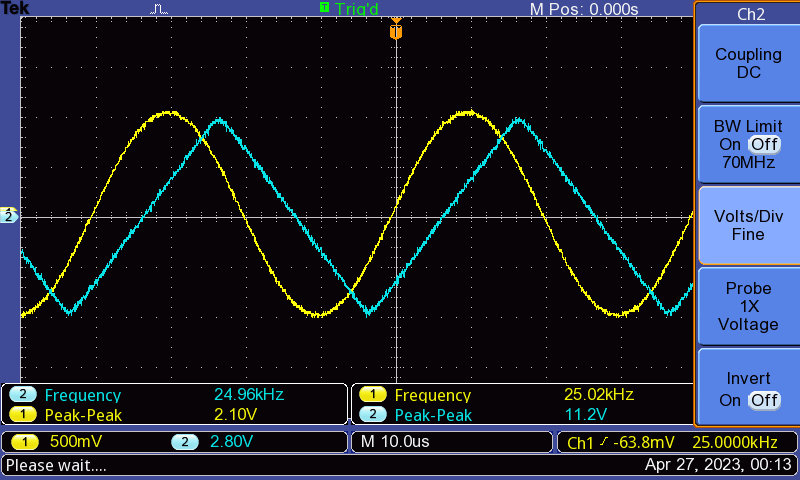 Tek
T Trig'd
M Pos: 0.000s
T
Ch2
Coupling
DC
BW Limit
On Off
70MHz
Volts/Div
Fine
Probe
1X
Voltage
Invert
On Off
1
2
2 Frequency 24.96kHz
1 Peak-Peak 2.10V
1 Frequency 25.02kHz
2 Peak-Peak 11.2V
1 500mV
2 2.80V
M 10.0us
Ch1 -63.8mV 25.0000kHz
Please wait....
Apr 27, 2023, 00:13